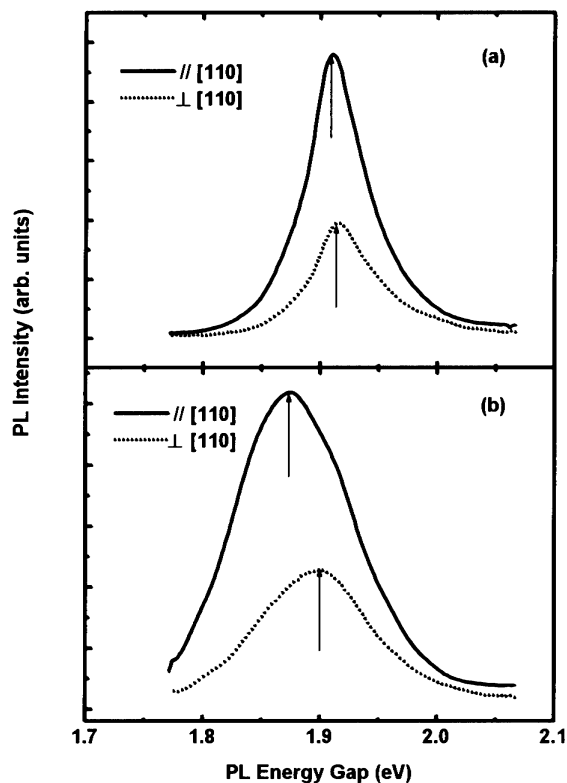 (a)
// [110]
⊥ [110]
PL Intensity (arb. units)
(b)
// [110]
⊥ [110]
1.7 1.8 1.9 2.0 2.1
PL Energy Gap (eV)